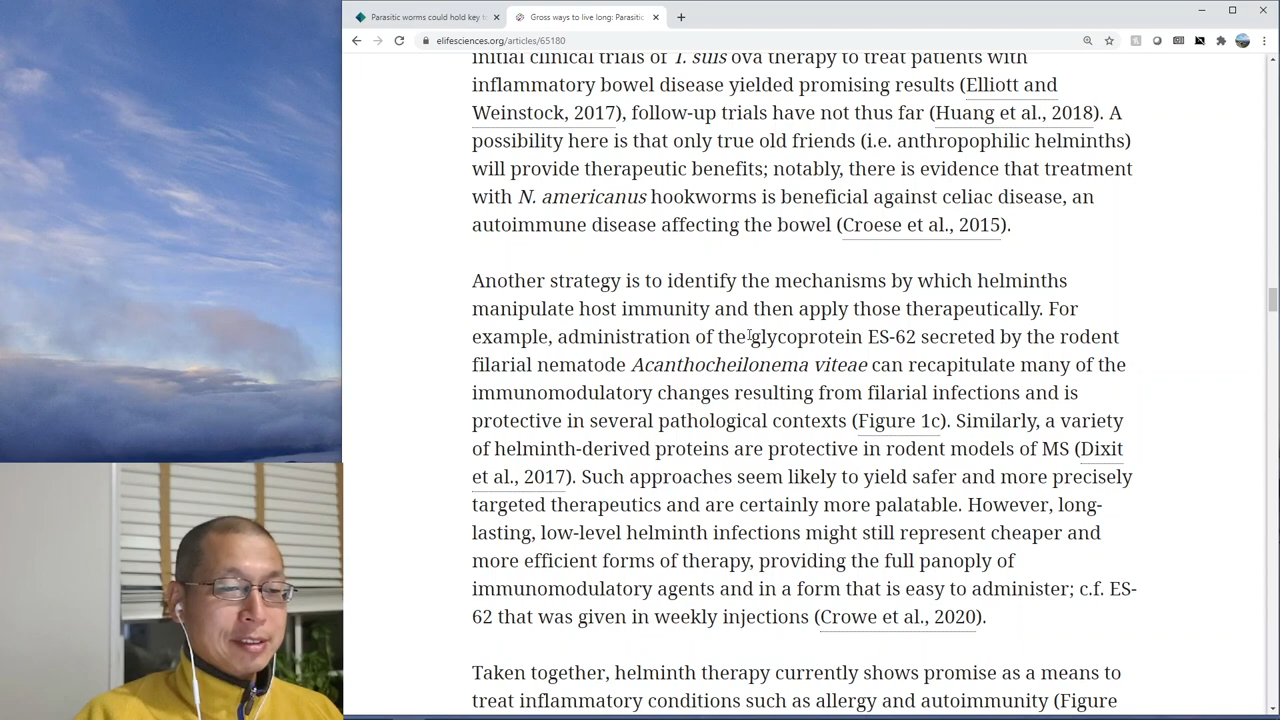 Parasitic worms could hold key t
Gross ways to live long: Parasitic
elifesciences.org/articles/65180
initial clinical trials of T. suis ova therapy to treat patients with
inflammatory bowel disease yielded promising results (Elliott and
Weinstock, 2017), follow-up trials have not thus far (Huang et al., 2018). A
possibility here is that only true old friends (i.e. anthropophilic helminths)
will provide therapeutic benefits; notably, there is evidence that treatment
with N. americanus hookworms is beneficial against celiac disease, an
autoimmune disease affecting the bowel (Croese et al., 2015).
Another strategy is to identify the mechanisms by which helminths
manipulate host immunity and then apply those therapeutically. For
example, administration of the glycoprotein ES-62 secreted by the rodent
filarial nematode Acanthocheilonema viteae can recapitulate many of the
immunomodulatory changes resulting from filarial infections and is
protective in several pathological contexts (Figure 1c). Similarly, a variety
of helminth-derived proteins are protective in rodent models of MS (Dixit
et al., 2017). Such approaches seem likely to yield safer and more precisely
targeted therapeutics and are certainly more palatable. However, long-
lasting, low-level helminth infections might still represent cheaper and
more efficient forms of therapy, providing the full panoply of
immunomodulatory agents and in a form that is easy to administer; c.f. ES-
62 that was given in weekly injections (Crowe et al., 2020).
Taken together, helminth therapy currently shows promise as a means to
treat inflammatory conditions such as allergy and autoimmunity (Figure